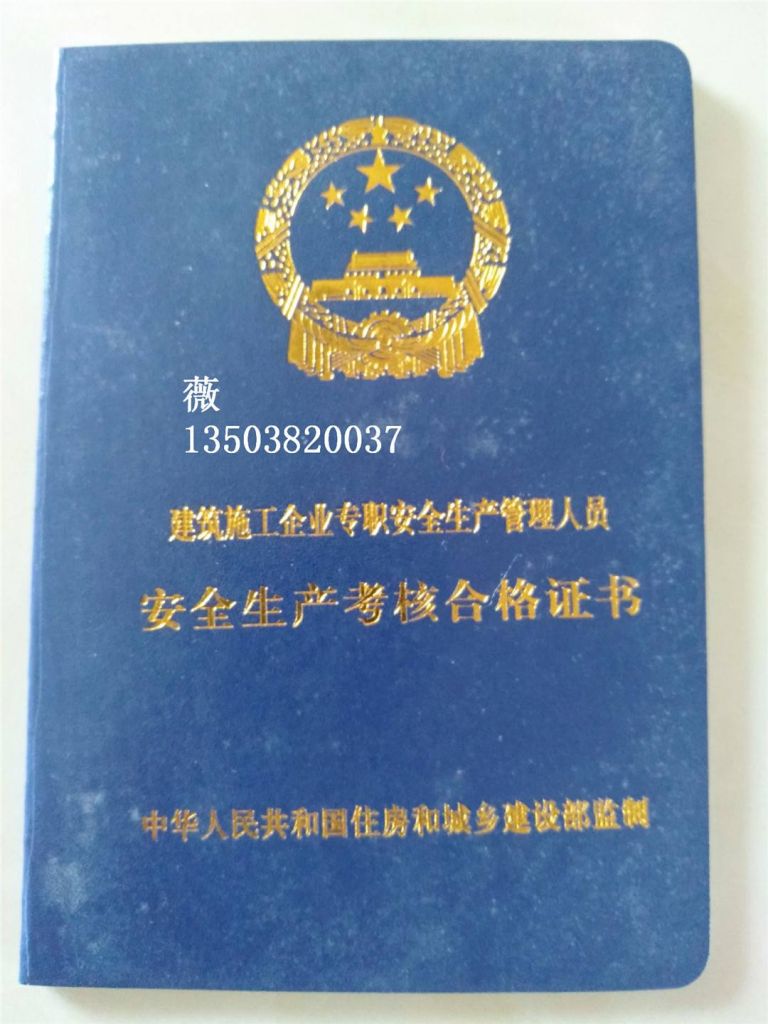 薇
13503820037
建筑施工企业专职安全生产管理人员
安全生产考核合格证书
中华人民共和国住房和城乡建设部监制